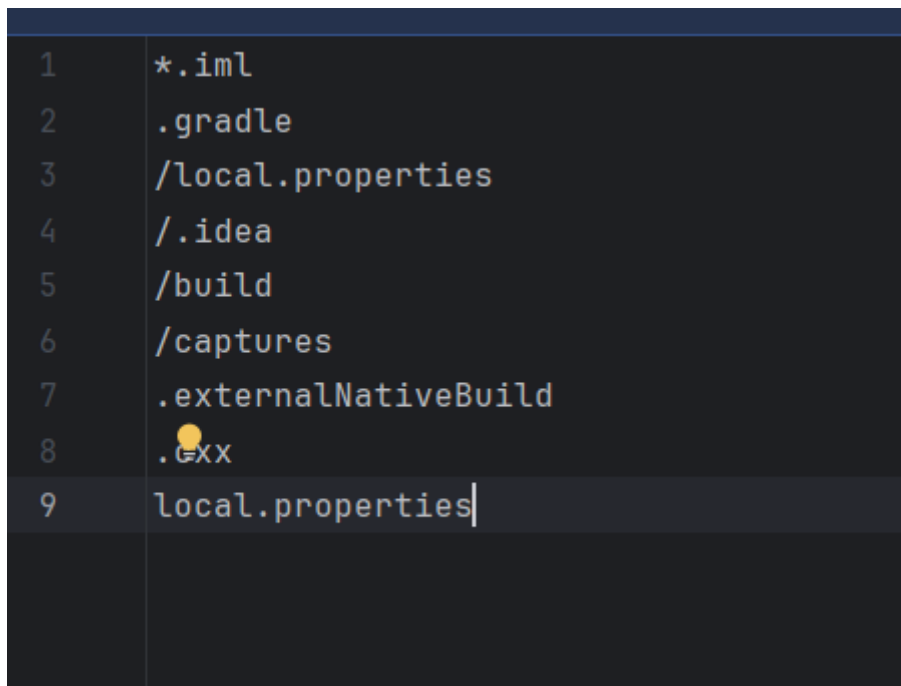 1 *.iml
2 .gradle
3 /local.properties
4 /.idea
5 /build
6 /captures
7 .externalNativeBuild
8 .cxx
9 local.properties